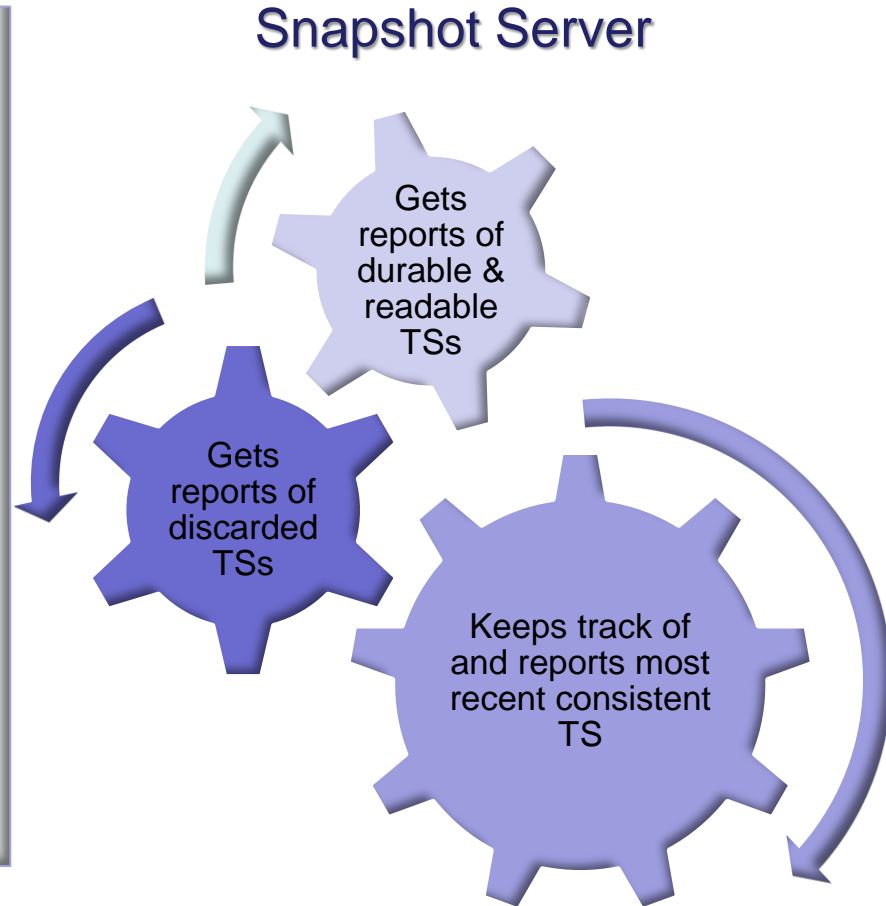 Snapshot Server
Gets
reports of
durable &
readable
TSs
Gets
reports of
discarded
TSs
Keeps track of
and reports most
recent consistent
TS